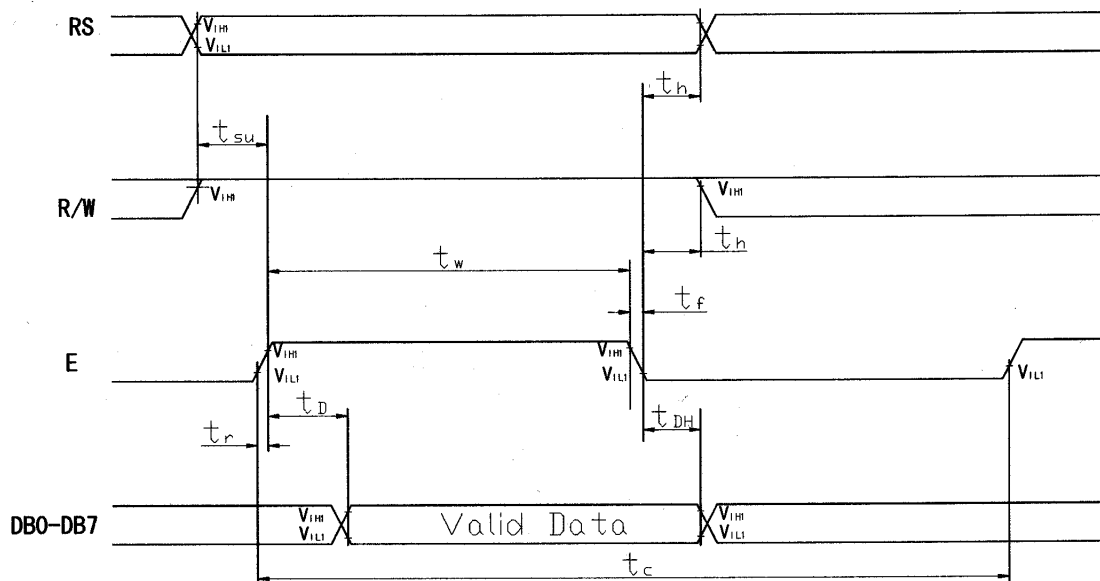 RS
VIH1
VIL1
th
tsu
R/W
VIH1
VIH1
th
tw
tf
E
VIH1
VIL1
VIH1
VIL1
VIL1
tD
tr
tDH
DB0-DB7
VIH1
VIL1
Valid Data
VIH1
VIL1
tc